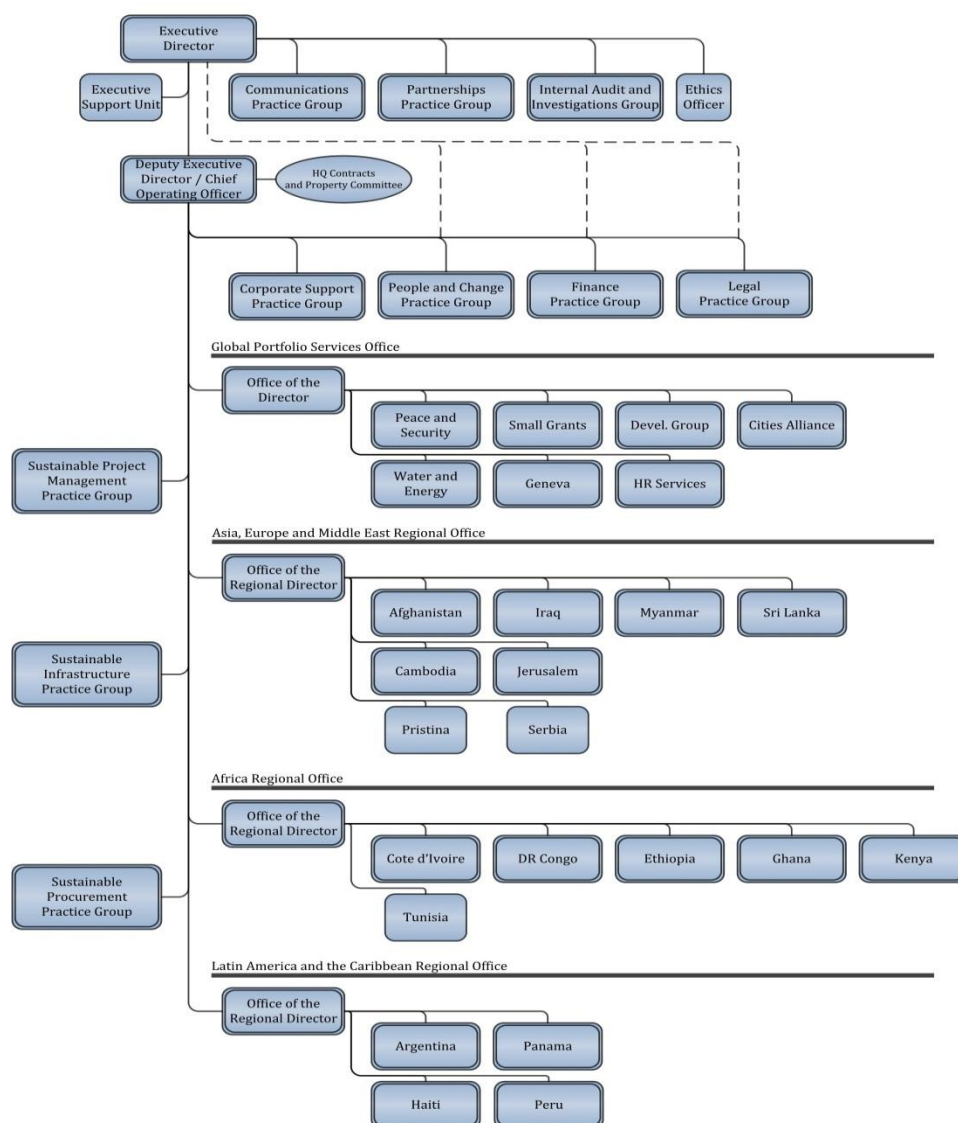 Executive
Director
Executive
Support Unit
Communications
Practice Group
Partnerships
Practice Group
Internal Audit and
Investigations Group
Ethics
Officer
Deputy Executive
Director / Chief
Operating Officer
HQ Contracts
and Property Committee
Corporate Support
Practice Group
People and Change
Practice Group
Finance
Practice Group
Legal
Practice Group
Global Portfolio Services Office
Office of the
Director
Peace and
Security
Small Grants
Devel. Group
Cities Alliance
Sustainable Project
Management
Practice Group
Water and
Energy
Geneva
HR Services
Asia, Europe and Middle East Regional Office
Office of the
Regional Director
Afghanistan
Iraq
Myanmar
Sri Lanka
Sustainable
Infrastructure
Practice Group
Cambodia
Jerusalem
Pristina
Serbia
Africa Regional Office
Office of the
Regional Director
Cote d'Ivoire
DR Congo
Ethiopia
Ghana
Kenya
Sustainable
Procurement
Practice Group
Tunisia
Latin America and the Caribbean Regional Office
Office of the
Regional Director
Argentina
Panama
Haiti
Peru